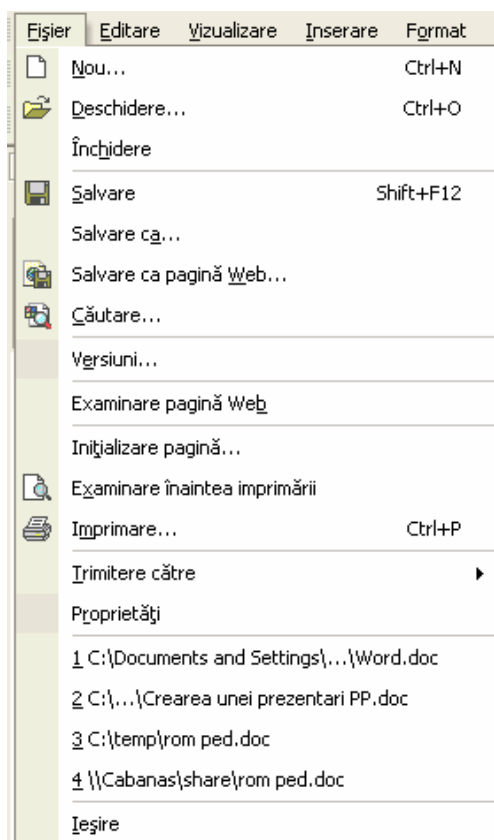 Fișier Editare Vizualizare Inserare Format
Nou... Ctrl+N
Deschidere... Ctrl+O
Închidere
Salvare Shift+F12
Salvare ca...
Salvare ca pagină Web...
Căutare...
Versiuni...
Examinare pagină Web
Inițializare pagină...
Examinare înaintea imprimării
Imprimare... Ctrl+P
Trimitere către
Proprietăți
1 C:\Documents and Settings\...\Word.doc
2 C:\...\Crearea unei prezentari PP.doc
3 C:\temp\rom ped.doc
4 \\Cabanas\share\rom ped.doc
Ieșire